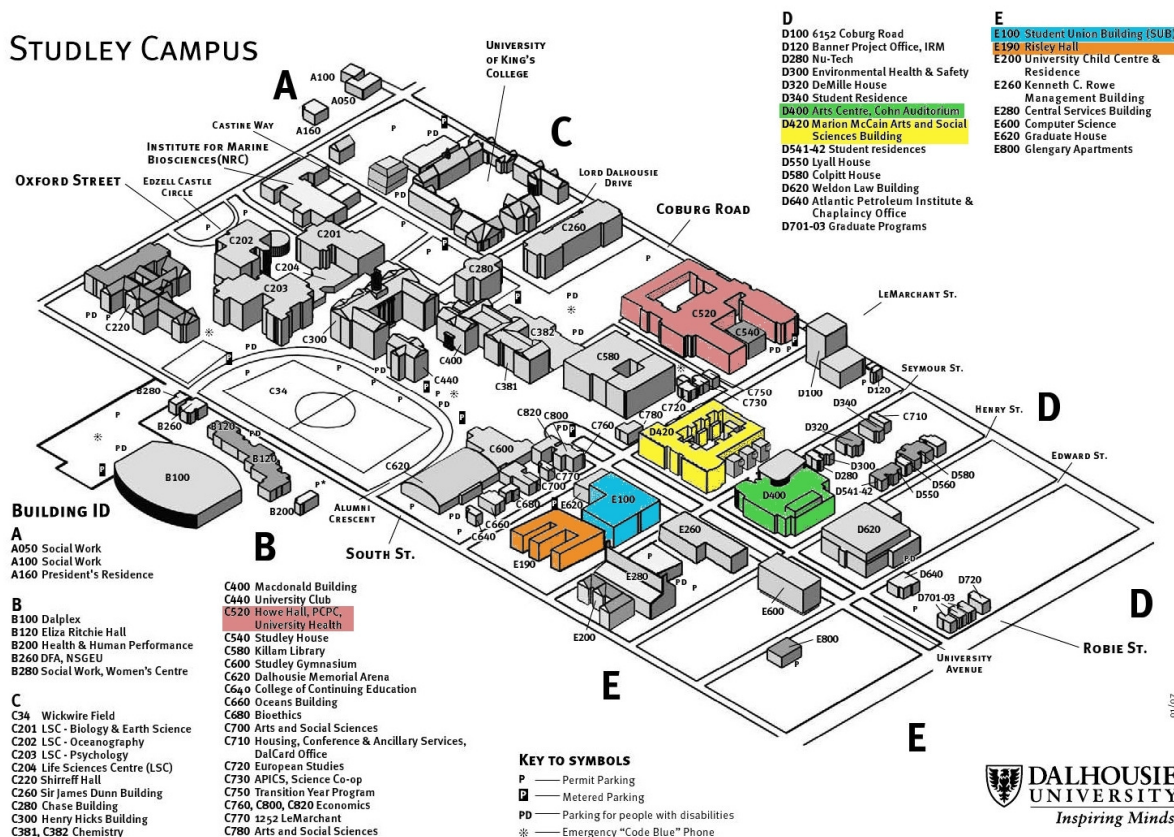 STUDLEY CAMPUS
UNIVERSITY
OF KING'S
COLLEGE
A
A100
A050
A160
CASTINE WAY
C
INSTITUTE FOR MARINE
BIOSCIENCES(NRC)
OXFORD STREET
EDZELL CASTLE
CIRCLE
LORD DALHOUSIE
DRIVE
COBURG ROAD
C260
C201
C202
C204
C203
C220
C280
C300
C382
C400
C381
C440
C520
C540
C580
LEMARCHANT ST.
D100
D120
SEYMOUR ST.
HENRY ST.
EDWARD ST.
D
C750
C730
C720
C780
D340
C710
D320
D300
D280
D541-42
D580
D560
D550
D420
D400
D620
C34
B280
B260
B120
B120
B100
B200
P*
C820
C800
C760
C600
C620
C770
C700
C680
C660
C640
E620
E100
E190
E260
E280
E200
E600
E800
D640
D701-03
D720
ALUMNI
CRESCENT
SOUTH ST.
B
E
E
D
ROBIE ST.
UNIVERSITY
AVENUE
D
D100 6152 Coburg Road
D120 Banner Project Office, IRM
D280 Nu-Tech
D300 Environmental Health & Safety
D320 DeMille House
D340 Student Residence
D400 Arts Centre, Cohn Auditorium
D420 Marion McCain Arts and Social
Sciences Building
D541-42 Student residences
D550 Lyall House
D580 Colpitt House
D620 Weldon Law Building
D640 Atlantic Petroleum Institute &
Chaplaincy Office
D701-03 Graduate Programs
E
E100 Student Union Building (SUB)
E190 Risley Hall
E200 University Child Centre &
Residence
E260 Kenneth C. Rowe
Management Building
E280 Central Services Building
E600 Computer Science
E620 Graduate House
E800 Glengary Apartments
BUILDING ID
A
A050 Social Work
A100 Social Work
A160 President's Residence
B
B100 Dalplex
B120 Eliza Ritchie Hall
B200 Health & Human Performance
B260 DFA, NSGEU
B280 Social Work, Women's Centre
C
C34 Wickwire Field
C201 LSC - Biology & Earth Science
C202 LSC - Oceanography
C203 LSC - Psychology
C204 Life Sciences Centre (LSC)
C220 Shirreff Hall
C260 Sir James Dunn Building
C280 Chase Building
C300 Henry Hicks Building
C381, C382 Chemistry
C400 Macdonald Building
C440 University Club
C520 Howe Hall, PCPC,
University Health
C540 Studley House
C580 Killam Library
C600 Studley Gymnasium
C620 Dalhousie Memorial Arena
C640 College of Continuing Education
C660 Oceans Building
C680 Bioethics
C700 Arts and Social Sciences
C710 Housing, Conference & Ancillary Services,
DalCard Office
C720 European Studies
C730 APICS, Science Co-op
C750 Transition Year Program
C760, C800, C820 Economics
C770 1252 LeMarchant
C780 Arts and Social Sciences
KEY TO SYMBOLS
P Permit Parking
P Metered Parking
PD Parking for people with disabilities
Emergency "Code Blue" Phone
01/07
DALHOUSIE
UNIVERSITY
Inspiring Minds